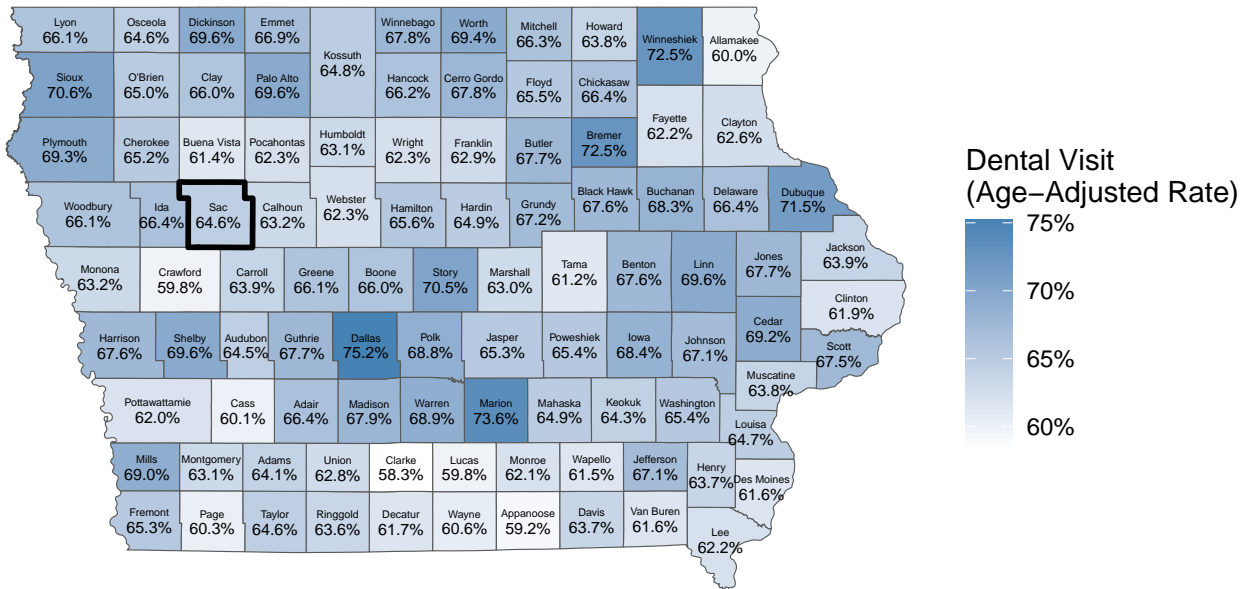 Lyon
66.1%
Osceola
64.6%
Dickinson
69.6%
Emmet
66.9%
Kossuth
64.8%
Winnebago
67.8%
Worth
69.4%
Mitchell
66.3%
Howard
63.8%
Winneshiek
72.5%
Allamakee
60.0%
Sioux
70.6%
O'Brien
65.0%
Clay
66.0%
Palo Alto
69.6%
Hancock
66.2%
Cerro Gordo
67.8%
Floyd
65.5%
Chickasaw
66.4%
Fayette
62.2%
Clayton
62.6%
Plymouth
69.3%
Cherokee
65.2%
Buena Vista
61.4%
Pocahontas
62.3%
Humboldt
63.1%
Wright
62.3%
Franklin
62.9%
Butler
67.7%
Bremer
72.5%
Woodbury
66.1%
Ida
66.4%
Sac
64.6%
Calhoun
63.2%
Webster
62.3%
Hamilton
65.6%
Hardin
64.9%
Grundy
67.2%
Black Hawk
67.6%
Buchanan
68.3%
Delaware
66.4%
Dubuque
71.5%
Monona
63.2%
Crawford
59.8%
Carroll
63.9%
Greene
66.1%
Boone
66.0%
Story
70.5%
Marshall
63.0%
Tama
61.2%
Benton
67.6%
Linn
69.6%
Jones
67.7%
Jackson
63.9%
Clinton
61.9%
Harrison
67.6%
Shelby
69.6%
Audubon
64.5%
Guthrie
67.7%
Dallas
75.2%
Polk
68.8%
Jasper
65.3%
Poweshiek
65.4%
Iowa
68.4%
Johnson
67.1%
Cedar
69.2%
Scott
67.5%
Muscatine
63.8%
Pottawattamie
62.0%
Cass
60.1%
Adair
66.4%
Madison
67.9%
Warren
68.9%
Marion
73.6%
Mahaska
64.9%
Keokuk
64.3%
Washington
65.4%
Louisa
64.7%
Mills
69.0%
Montgomery
63.1%
Adams
64.1%
Union
62.8%
Clarke
58.3%
Lucas
59.8%
Monroe
62.1%
Wapello
61.5%
Jefferson
67.1%
Henry
63.7%
Des Moines
61.6%
Fremont
65.3%
Page
60.3%
Taylor
64.6%
Ringgold
63.6%
Decatur
61.7%
Wayne
60.6%
Appanoose
59.2%
Davis
63.7%
Van Buren
61.6%
Lee
62.2%
Dental Visit
(Age−Adjusted Rate)
75%
70%
65%
60%